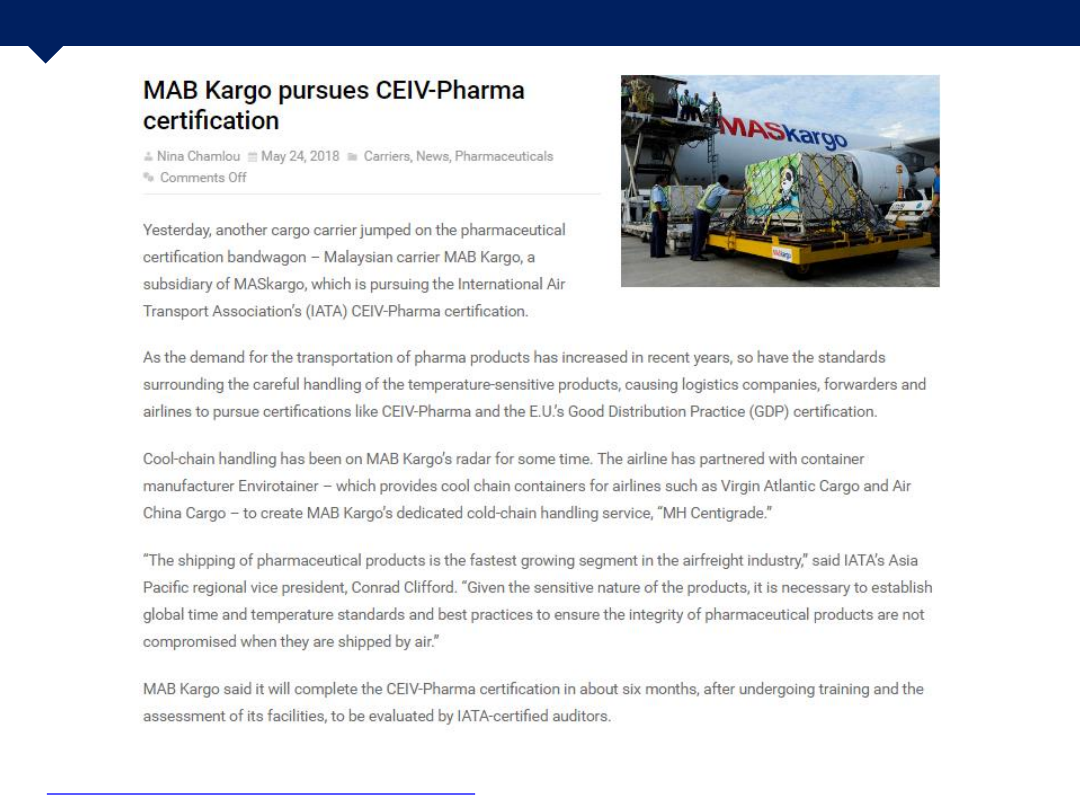 MAB Kargo pursues CEIV-Pharma
certification
Nina Chamlou May 24, 2018 Carriers, News, Pharmaceuticals
Comments Off
MASkargo
Yesterday, another cargo carrier jumped on the pharmaceutical
certification bandwagon – Malaysian carrier MAB Kargo, a
subsidiary of MASkargo, which is pursuing the International Air
Transport Association's (IATA) CEIV-Pharma certification.
As the demand for the transportation of pharma products has increased in recent years, so have the standards
surrounding the careful handling of the temperature-sensitive products, causing logistics companies, forwarders and
airlines to pursue certifications like CEIV-Pharma and the E.U.'s Good Distribution Practice (GDP) certification.
Cool-chain handling has been on MAB Kargo's radar for some time. The airline has partnered with container
manufacturer Envirotainer – which provides cool chain containers for airlines such as Virgin Atlantic Cargo and Air
China Cargo – to create MAB Kargo's dedicated cold-chain handling service, “MH Centigrade.”
“The shipping of pharmaceutical products is the fastest growing segment in the airfreight industry,” said IATA's Asia
Pacific regional vice president, Conrad Clifford. “Given the sensitive nature of the products, it is necessary to establish
global time and temperature standards and best practices to ensure the integrity of pharmaceutical products are not
compromised when they are shipped by air.”
MAB Kargo said it will complete the CEIV-Pharma certification in about six months, after undergoing training and the
assessment of its facilities, to be evaluated by IATA-certified auditors.